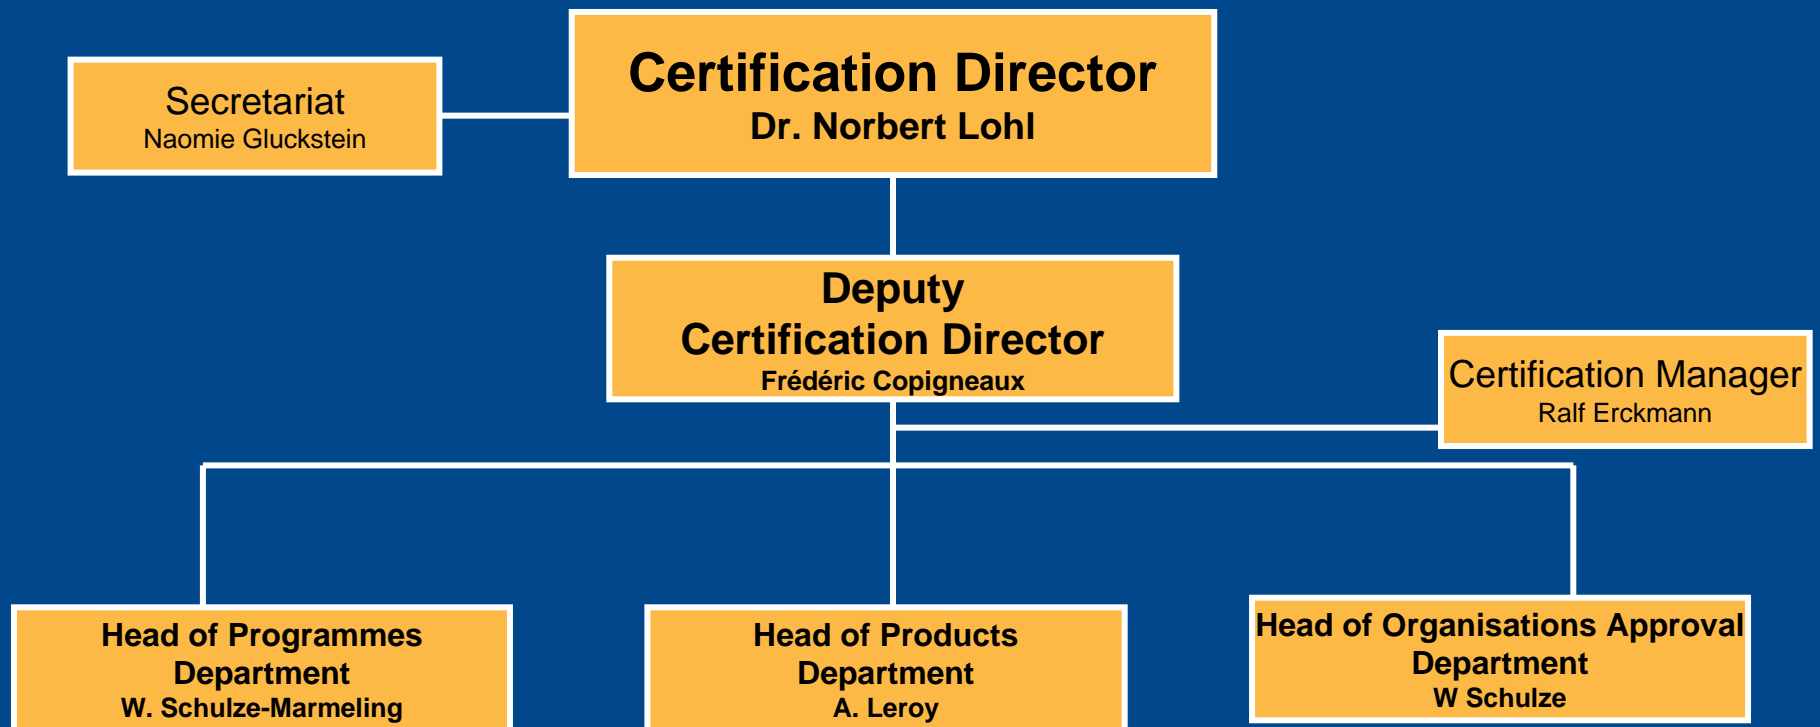 Certification Director
Dr. Norbert Lohl
Secretariat
Naomie Gluckstein
Deputy
Certification Director
Frédéric Copigneaux
Certification Manager
Ralf Erckmann
Head of Programmes
Department
W. Schulze-Marmeling
Head of Products
Department
A. Leroy
Head of Organisations Approval
Department
W Schulze